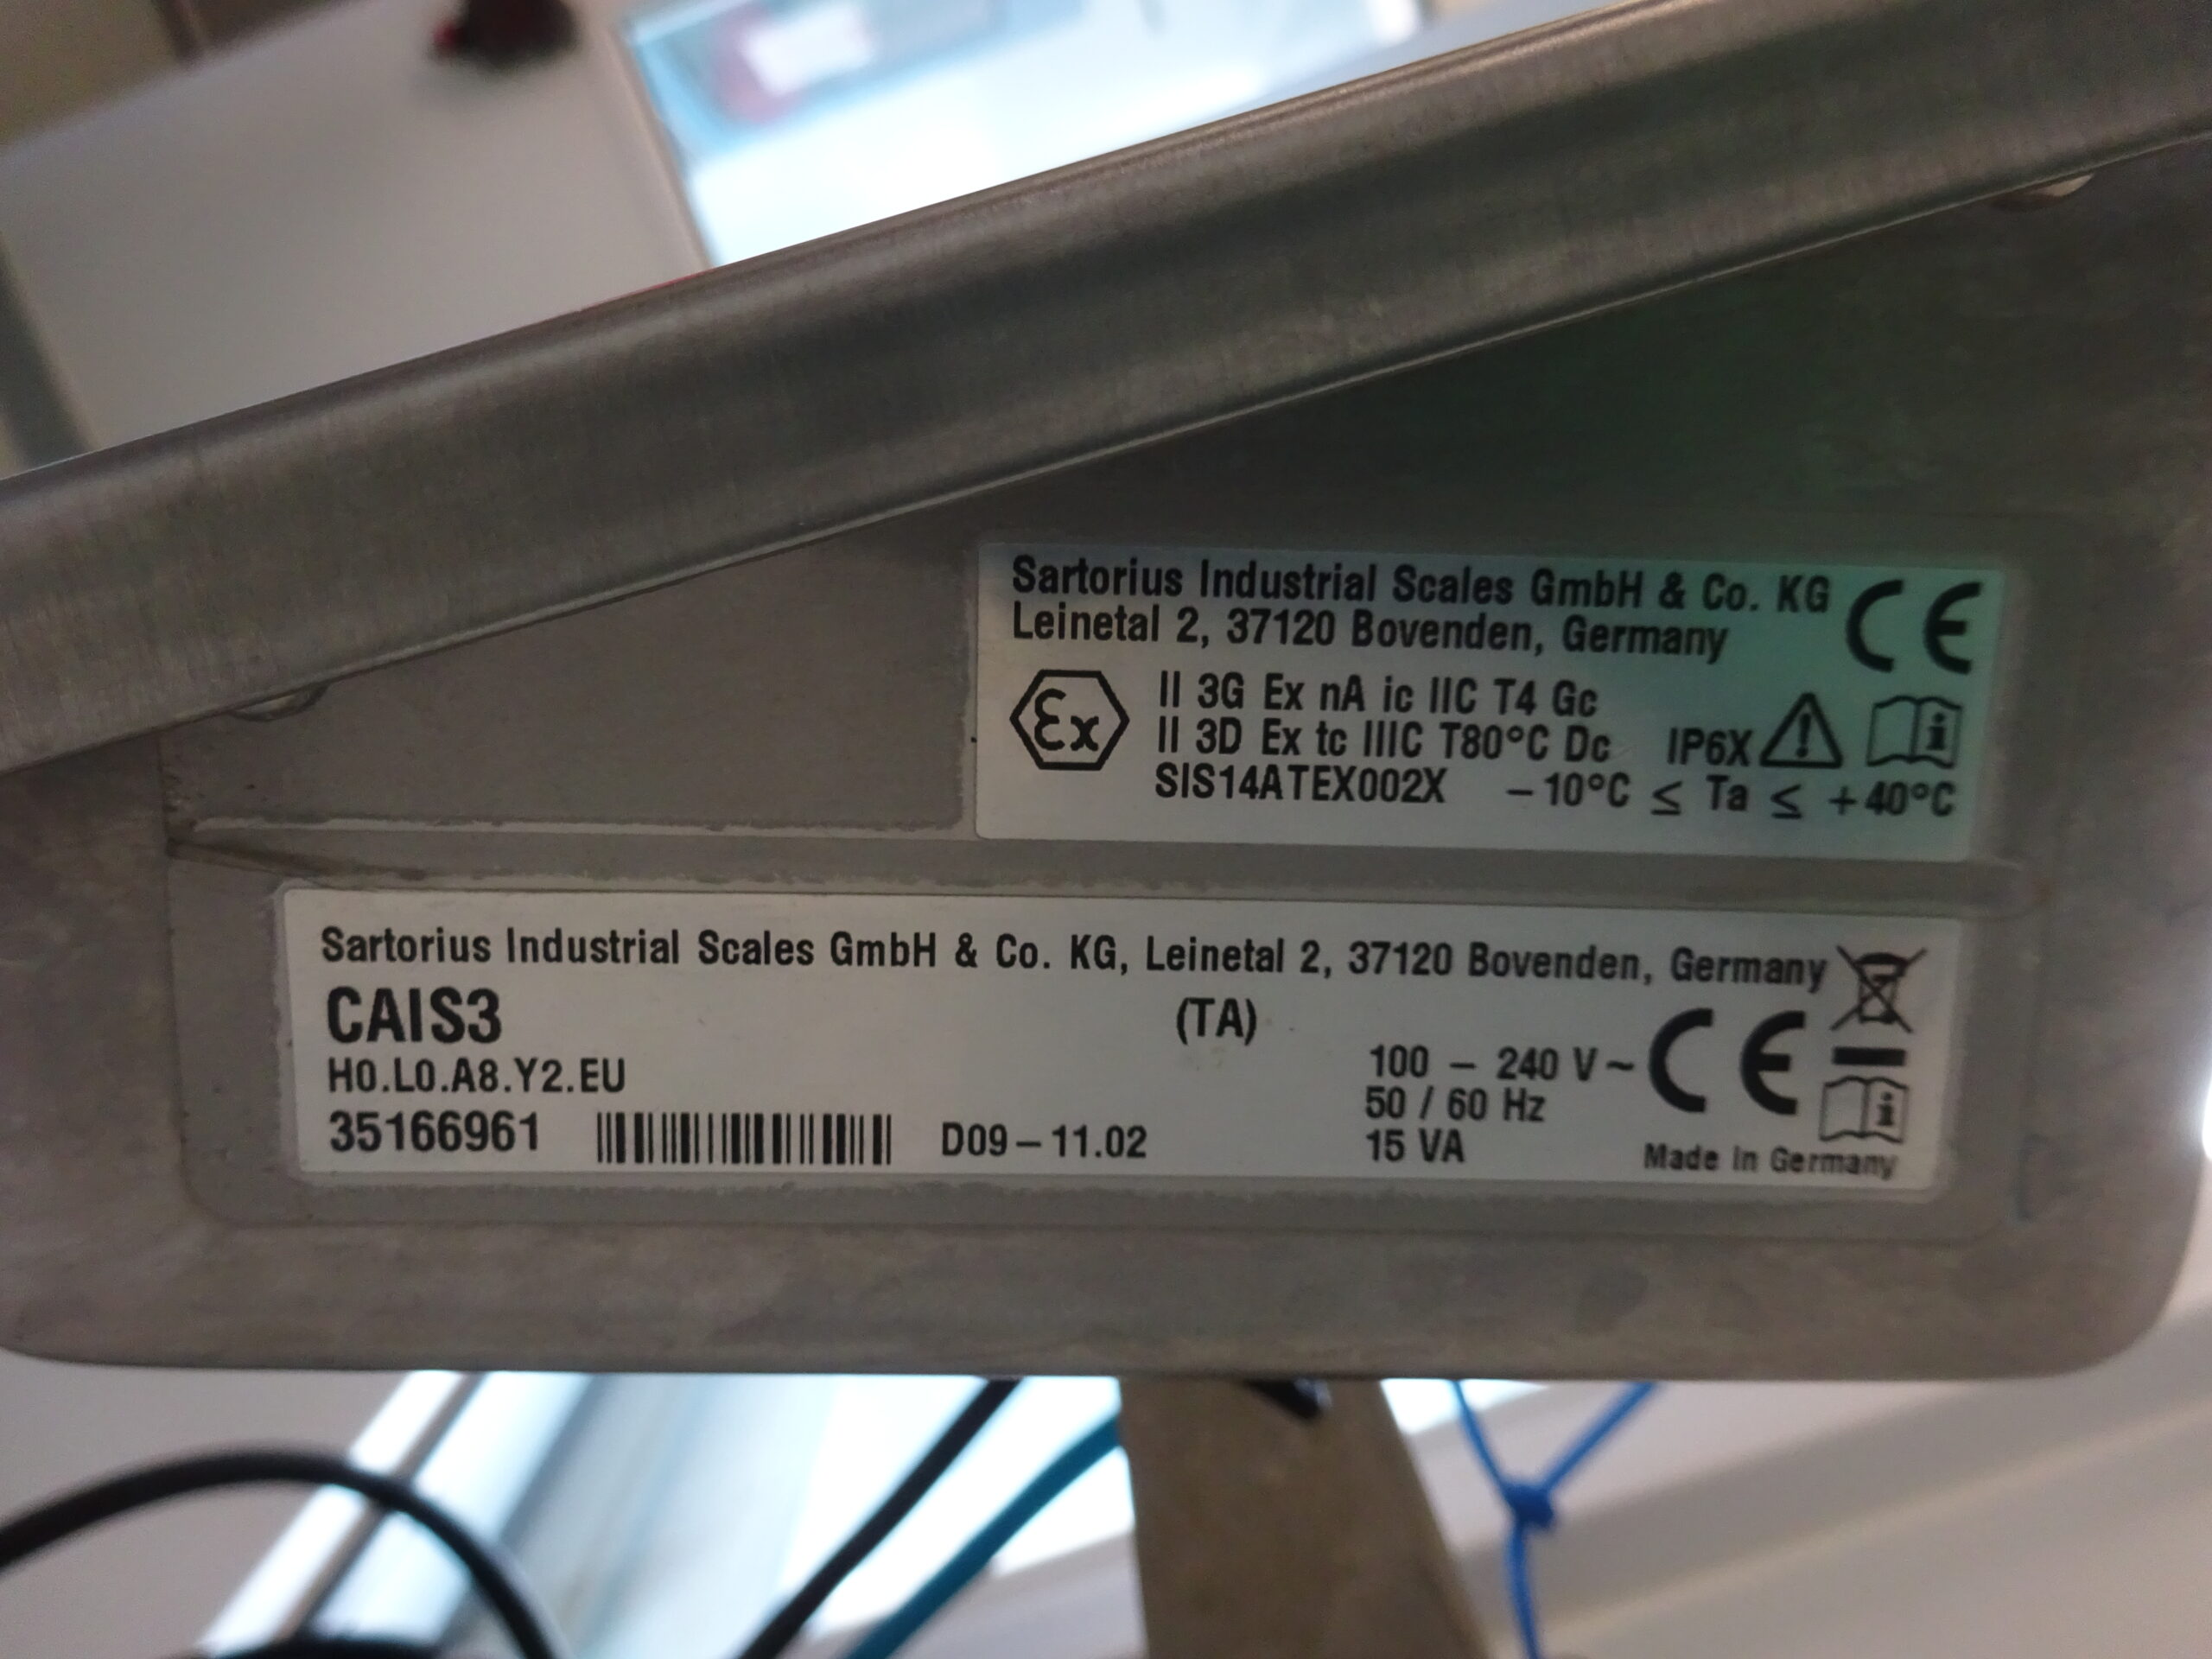 Sartorius Industrial Scales GmbH & Co. KG
Leinetal 2, 37120 Bovenden, Germany
CE
Ex
II 3G Ex nA ic IIC T4 Gc
II 3D Ex tc IIIC T80°C Dc IP6X
SIS14ATEX002X –10°C ≤ Ta ≤ +40°C
Sartorius Industrial Scales GmbH & Co. KG, Leinetal 2, 37120 Bovenden, Germany
CAIS3 (TA)
H0.L0.A8.Y2.EU 100 – 240 V~ CE
50 / 60 Hz
35166961 D09–11.02 15 VA
Made in Germany